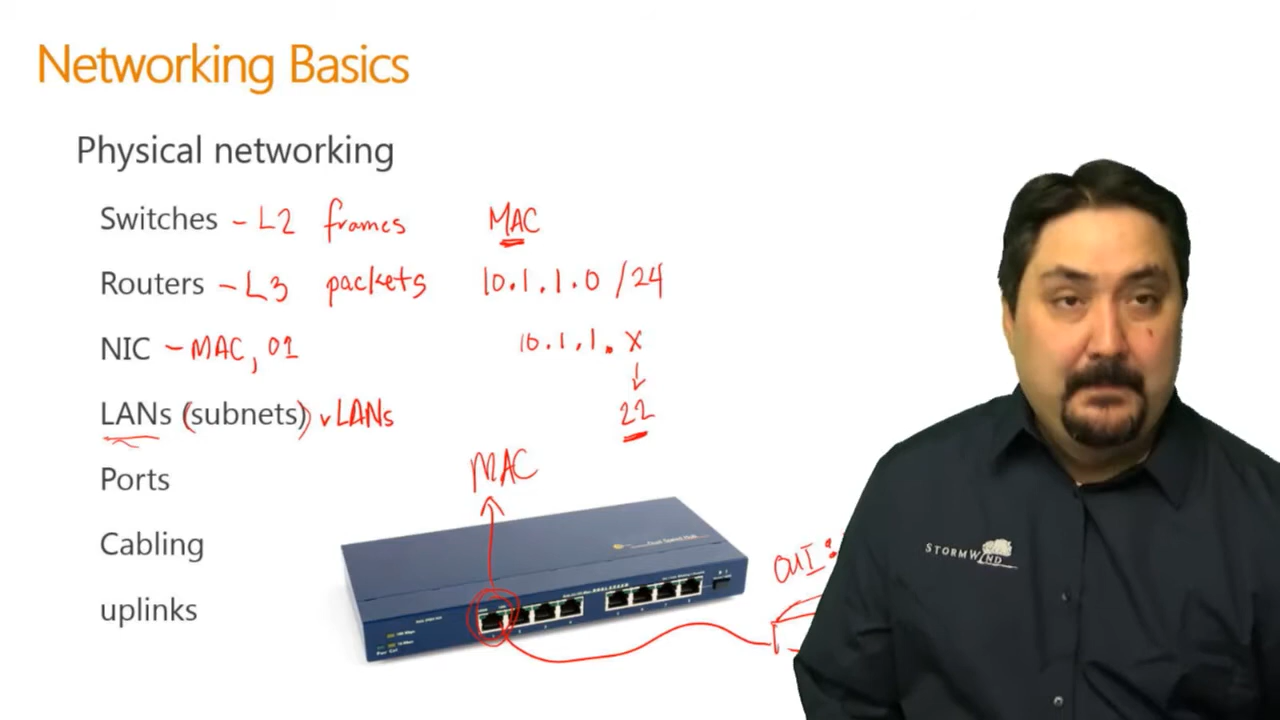 Networking Basics
Physical networking
Switches - L2 frames MAC
Routers - L3 packets 10.1.1.0 /24
NIC - MAC, 01
10.1.1.x
LANs (subnets) vLANs
22
Ports
MAC
Cabling
uplinks
OUI:
STORMWIND